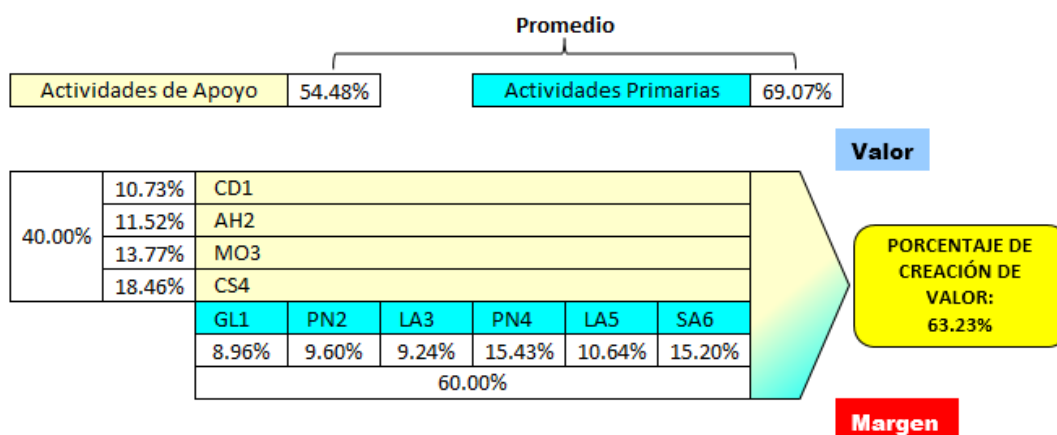 Promedio
Actividades de Apoyo 54.48% Actividades Primarias 69.07%
Valor
40.00%
10.73% CD1
11.52% AH2
13.77% MO3
18.46% CS4
GL1 PN2 LA3 PN4 LA5 SA6
8.96% 9.60% 9.24% 15.43% 10.64% 15.20%
60.00%
PORCENTAJE DE
CREACIÓN DE
VALOR:
63.23%
Margen